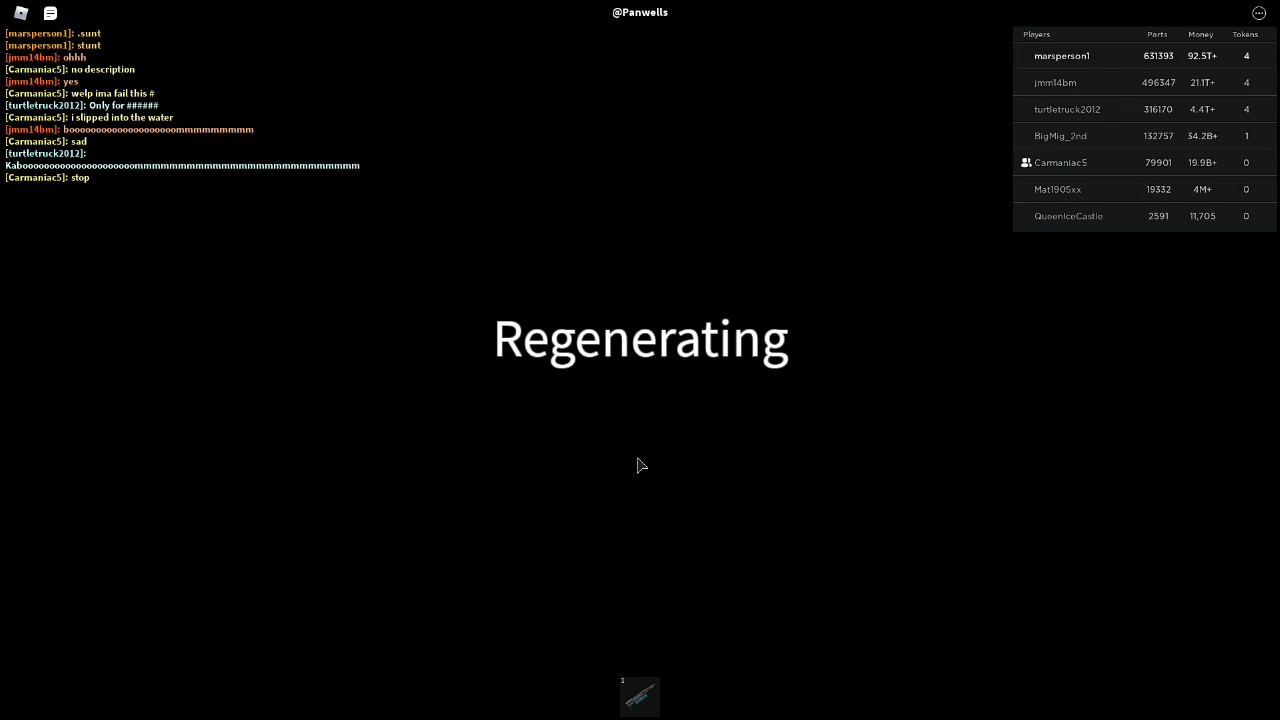 @Panwells
[marsperson1]: .sunt
[marsperson1]: stunt
[jmm14bm]: ohhh
[Carmaniac5]: no description
[jmm14bm]: yes
[Carmaniac5]: welp ima fail this #
[turtletruck2012]: Only for ######
[Carmaniac5]: i slipped into the water
[jmm14bm]: booooooooooooooooooooommmmmmmmm
[Carmaniac5]: sad
[turtletruck2012]:
Kaboooooooooooooooooooooommmmmmmmmmmmmmmmmmmmmmmmmm
[Carmaniac5]: stop
Players Parts Money Tokens
marsperson1 631393 92.5T+ 4
jmm14bm 496347 21.1T+ 4
turtletruck2012 316170 4.4T+ 4
BigMig_2nd 132757 34.2B+ 1
Carmaniac5 79901 19.9B+ 0
Mat1905xx 19332 4M+ 0
QueenIceCastle 2591 11,705 0
Regenerating
1